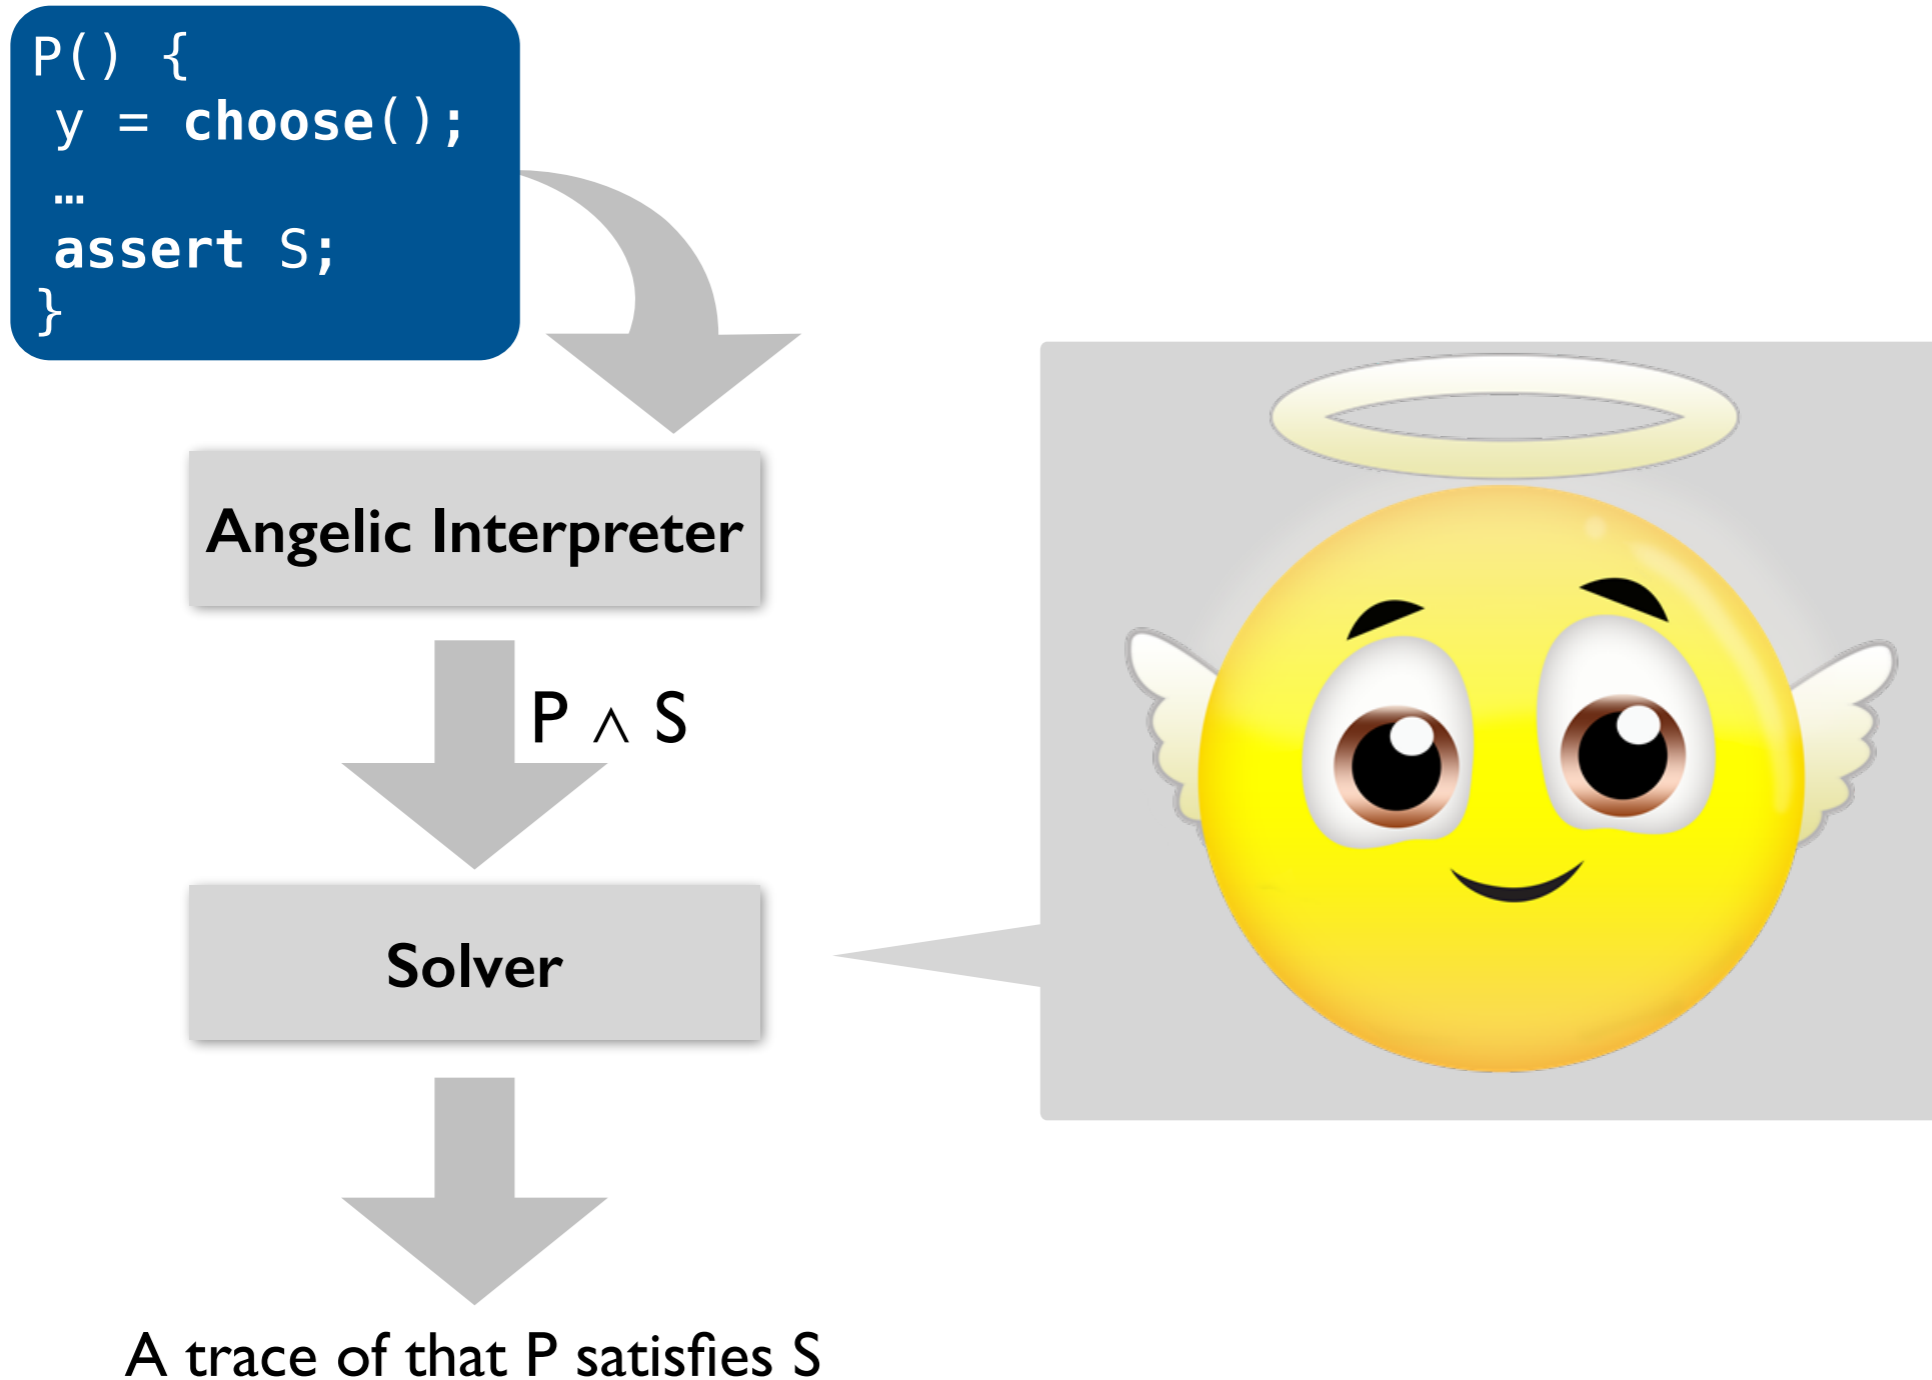 P() {
y = choose();
…
assert S;
}
Angelic Interpreter
P ∧ S
Solver
A trace of that P satisfies S